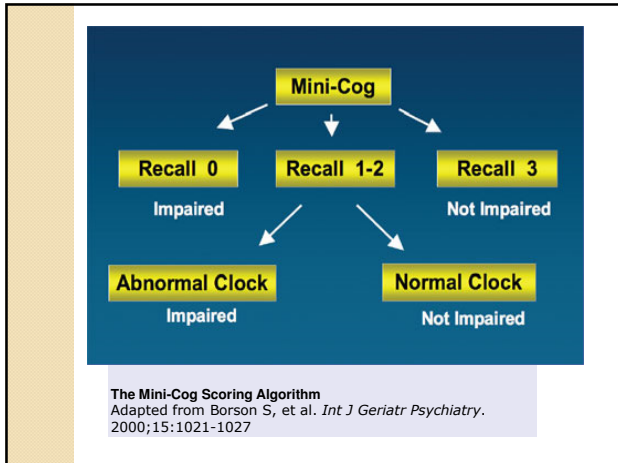 Mini-Cog
Recall 0
Recall 1-2
Recall 3
Impaired
Not Impaired
Abnormal Clock
Normal Clock
Impaired
Not Impaired
The Mini-Cog Scoring Algorithm
Adapted from Borson S, et al. Int J Geriatr Psychiatry.
2000;15:1021-1027